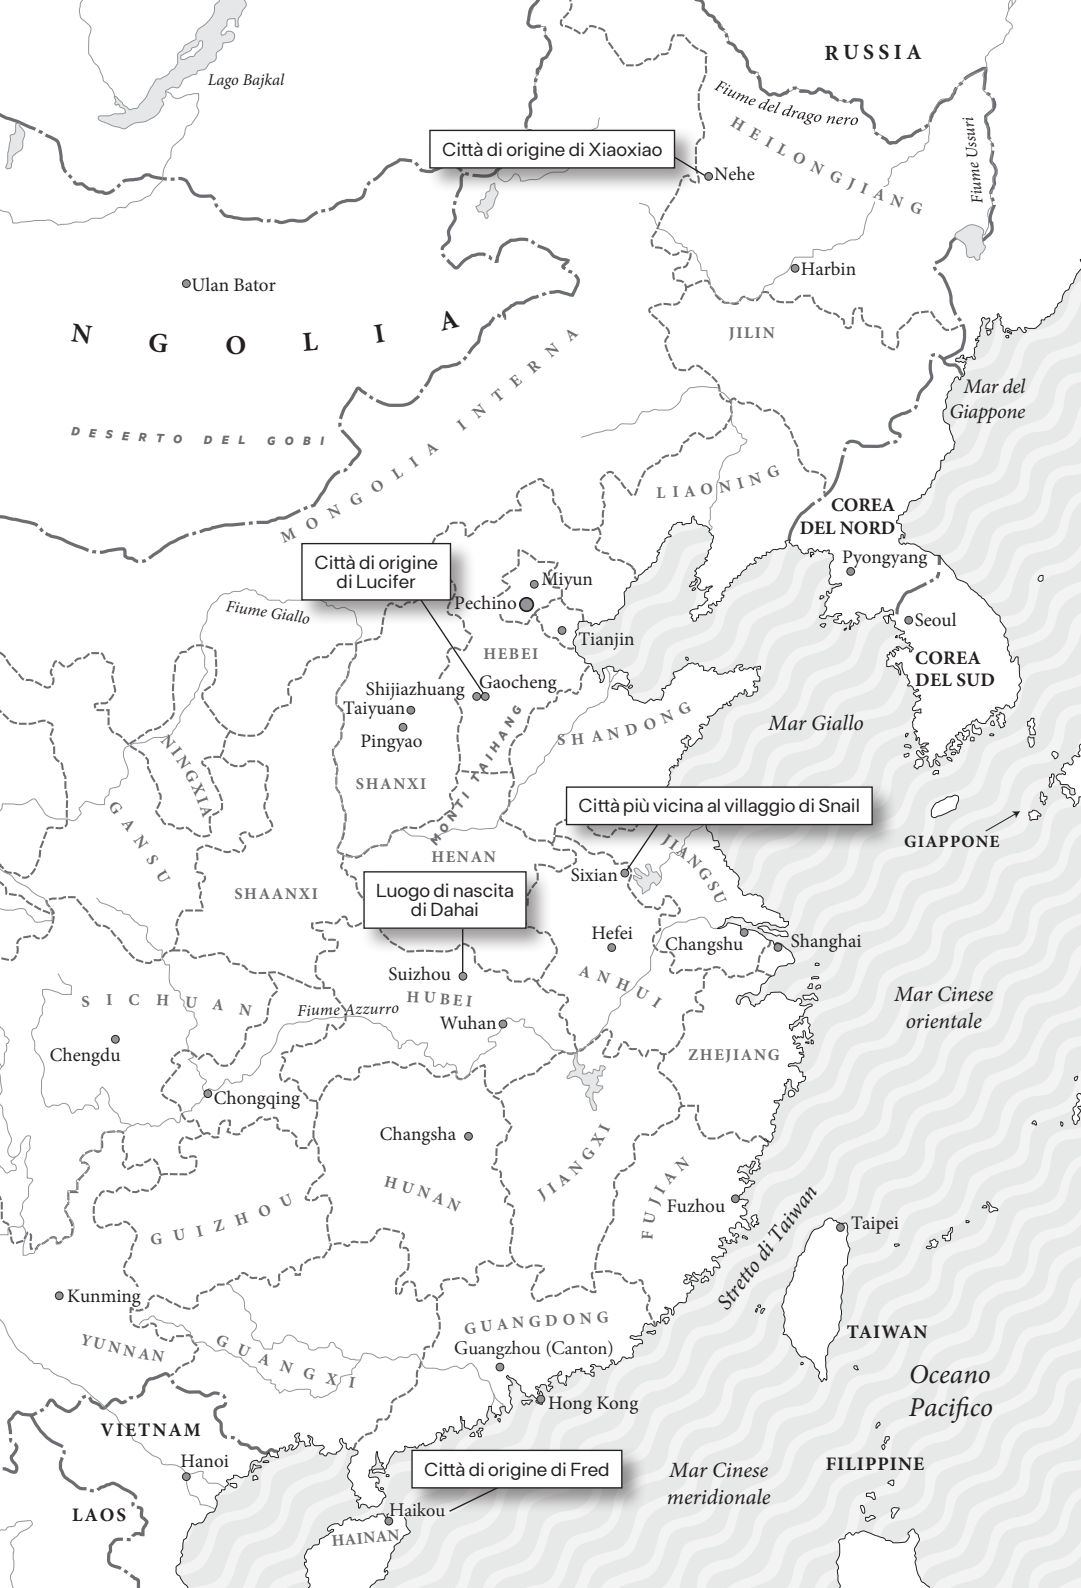 RUSSIA
Lago Bajkal
Fiume del drago nero
HEILONGJIANG
Fiume Ussuri
Città di origine di Xiaoxiao
Nehe
Harbin
Ulan Bator
NGOLIA
JILIN
MONGOLIA INTERNA
Mar del
Giappone
DESERTO DEL GOBI
LIAONING
COREA
DEL NORD
Pyongyang
Città di origine
di Lucifer
Miyun
Pechino
Fiume Giallo
Seoul
Tianjin
HEBEI
COREA
DEL SUD
Shijiazhuang
Gaocheng
Taiyuan
Pingyao
SHANDONG
Mar Giallo
NINGXIA
MONTI TAIHANG
SHANXI
Città più vicina al villaggio di Snail
GANSU
GIAPPONE
JIANGSU
HENAN
SHAANXI
Sixian
Luogo di nascita
di Dahai
Hefei
Changshu
Shanghai
Suizhou
ANHUI
SICHUAN
HUBEI
Fiume Azzurro
Mar Cinese
orientale
Wuhan
Chengdu
ZHEJIANG
Chongqing
Changsha
JIANGXI
HUNAN
FUJIAN
GUIZHOU
Fuzhou
Stretto di Taiwan
Taipei
Kunming
GUANGDONG
TAIWAN
YUNNAN
GUANGXI
Guangzhou (Canton)
Oceano
Pacifico
Hong Kong
VIETNAM
Hanoi
Città di origine di Fred
Mar Cinese
meridionale
FILIPPINE
LAOS
Haikou
HAINAN